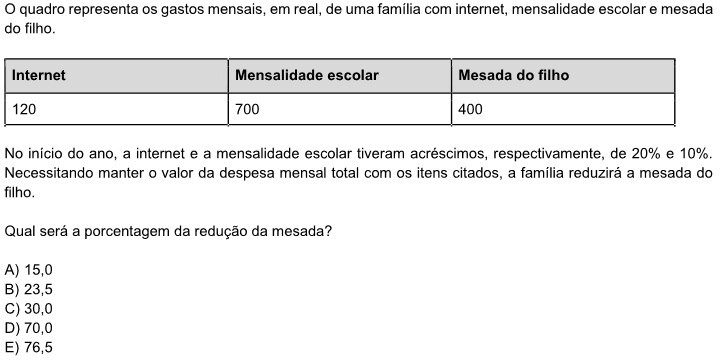 O quadro representa os gastos mensais, em real, de uma família com internet, mensalidade escolar e mesada
do filho.
Internet Mensalidade escolar Mesada do filho
120 700 400
No início do ano, a internet e a mensalidade escolar tiveram acréscimos, respectivamente, de 20% e 10%.
Necessitando manter o valor da despesa mensal total com os itens citados, a família reduzirá a mesada do
filho.
Qual será a porcentagem da redução da mesada?
A) 15,0
B) 23,5
C) 30,0
D) 70,0
E) 76,5